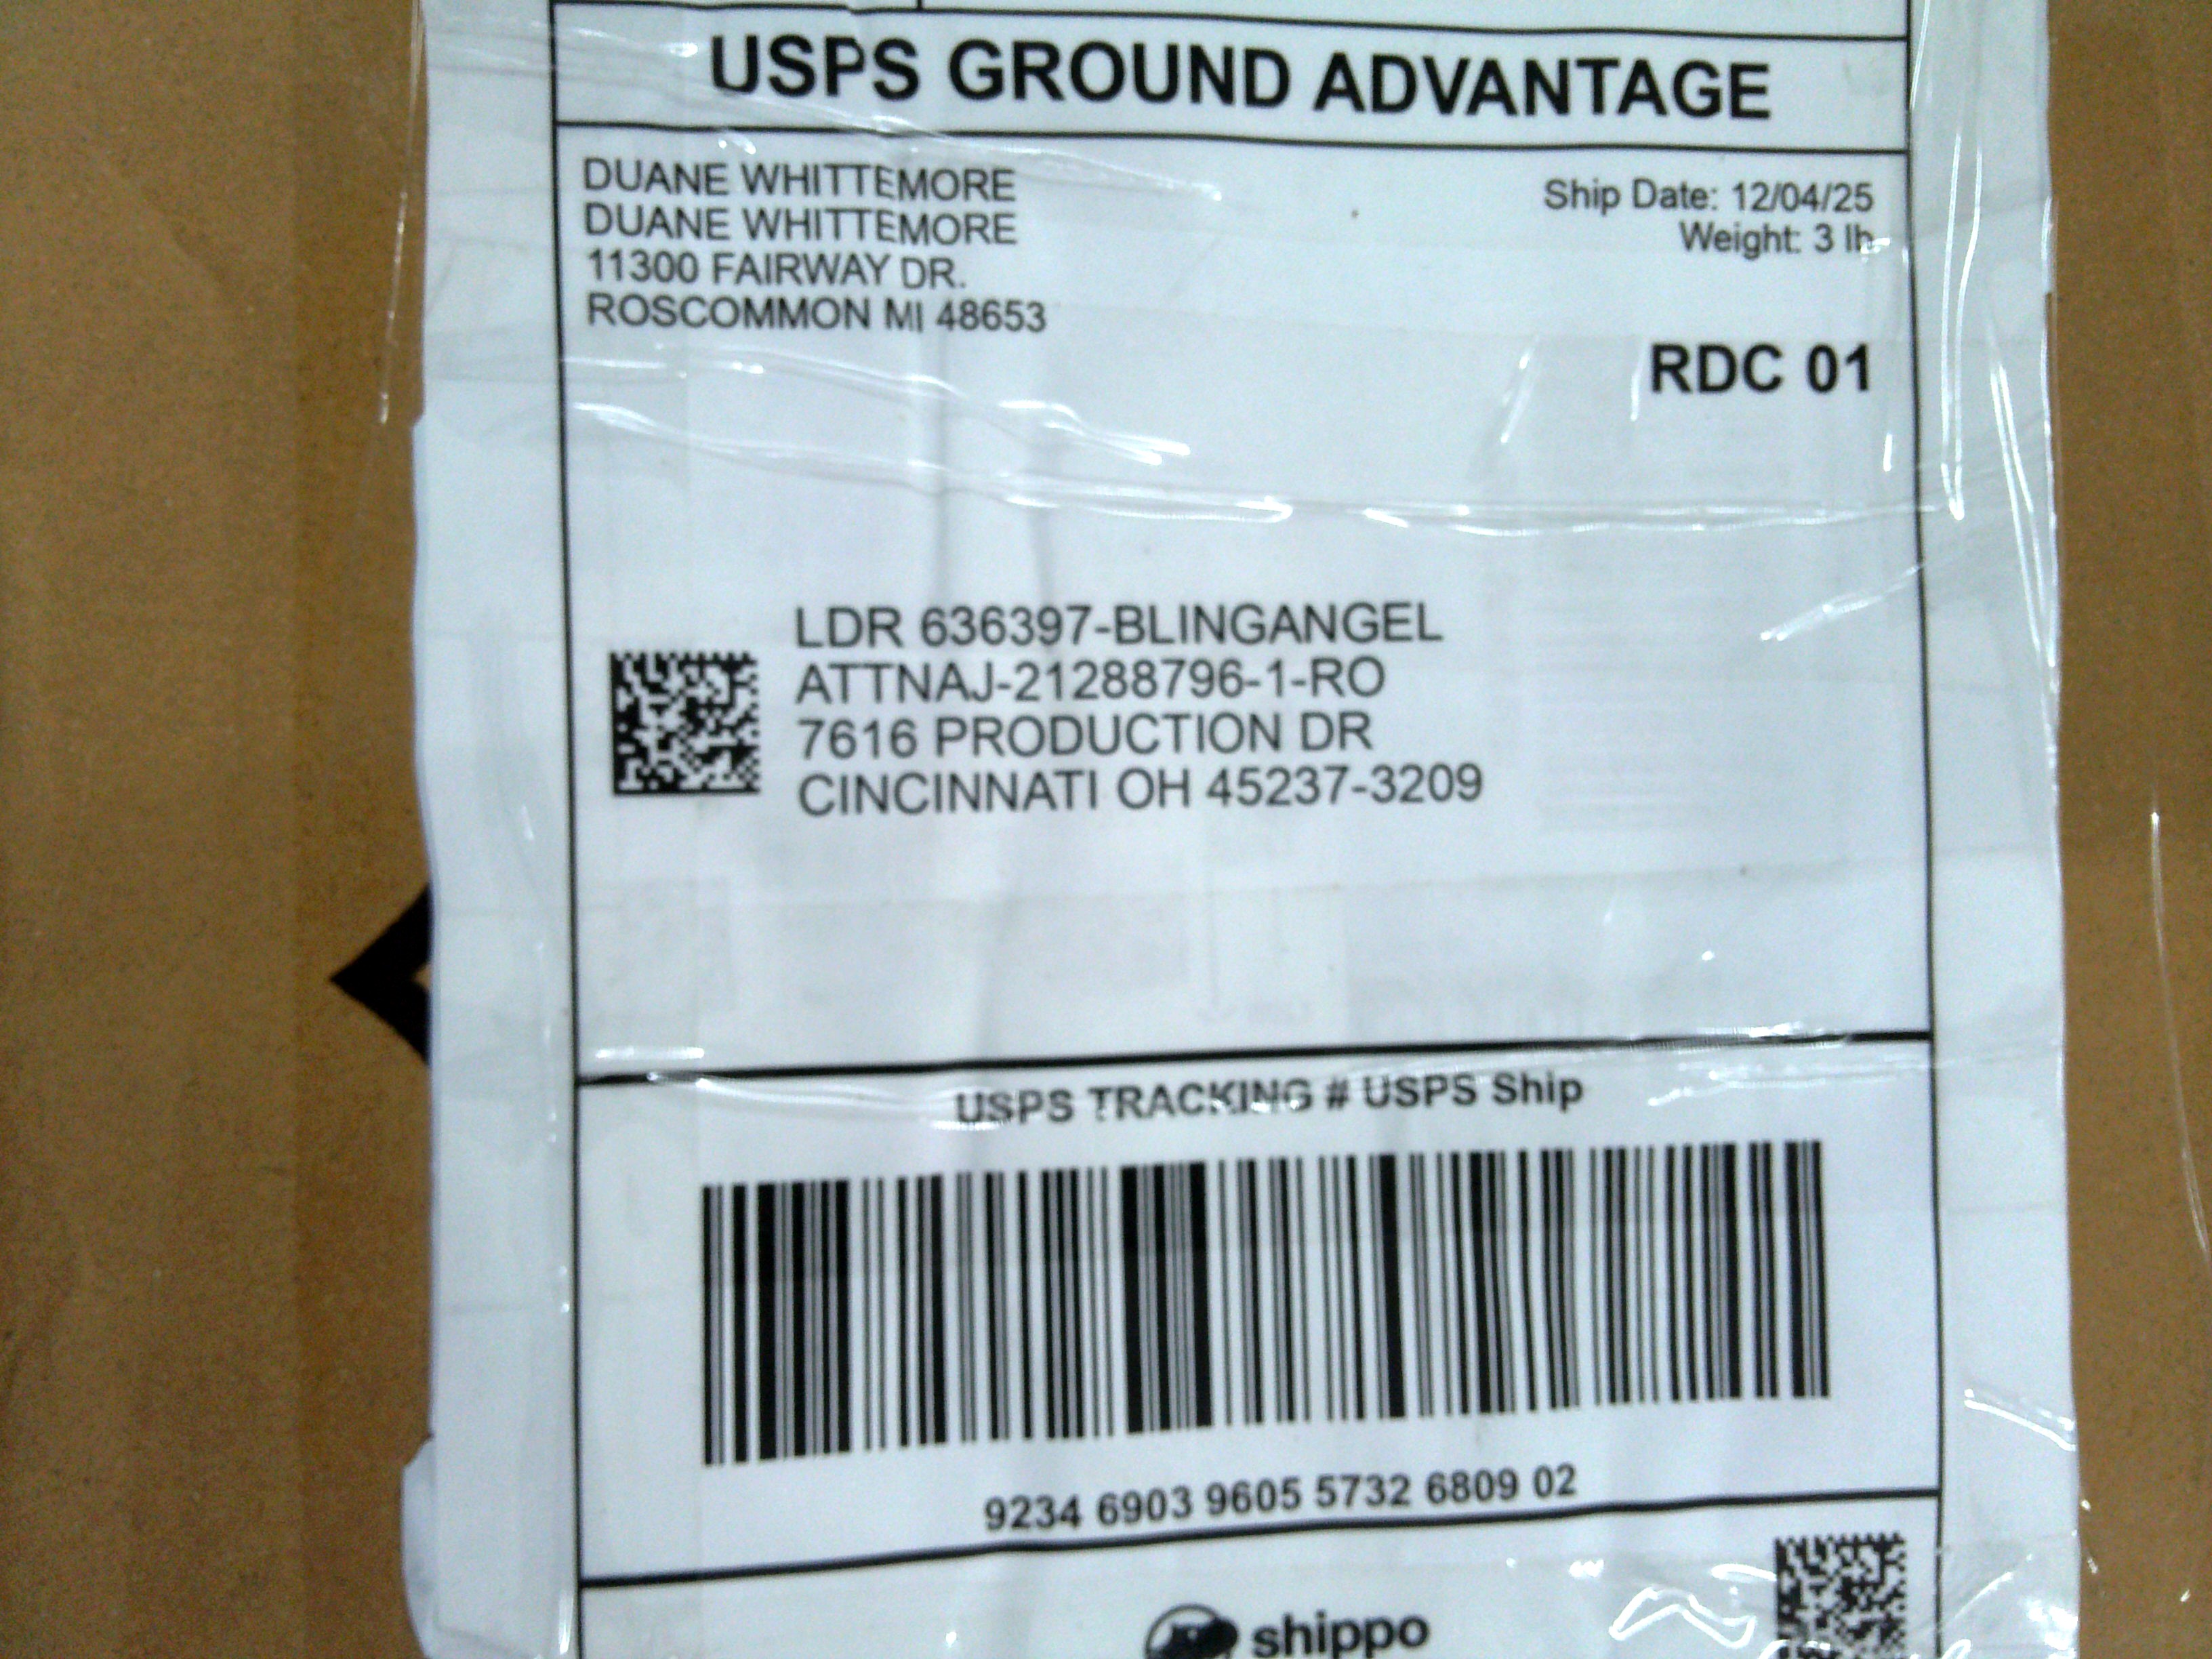 USPS GROUND ADVANTAGE
DUANE WHITTEMORE
DUANE WHITTEMORE
11300 FAIRWAY DR.
ROSCOMMON MI 48653
Ship Date: 12/04/25
Weight: 3 lb
RDC 01
LDR 636397-BLINGANGEL
ATTNAJ-21288796-1-RO
7616 PRODUCTION DR
CINCINNATI OH 45237-3209
USPS TRACKING # USPS Ship
9234 6903 9605 5732 6809 02
shippo